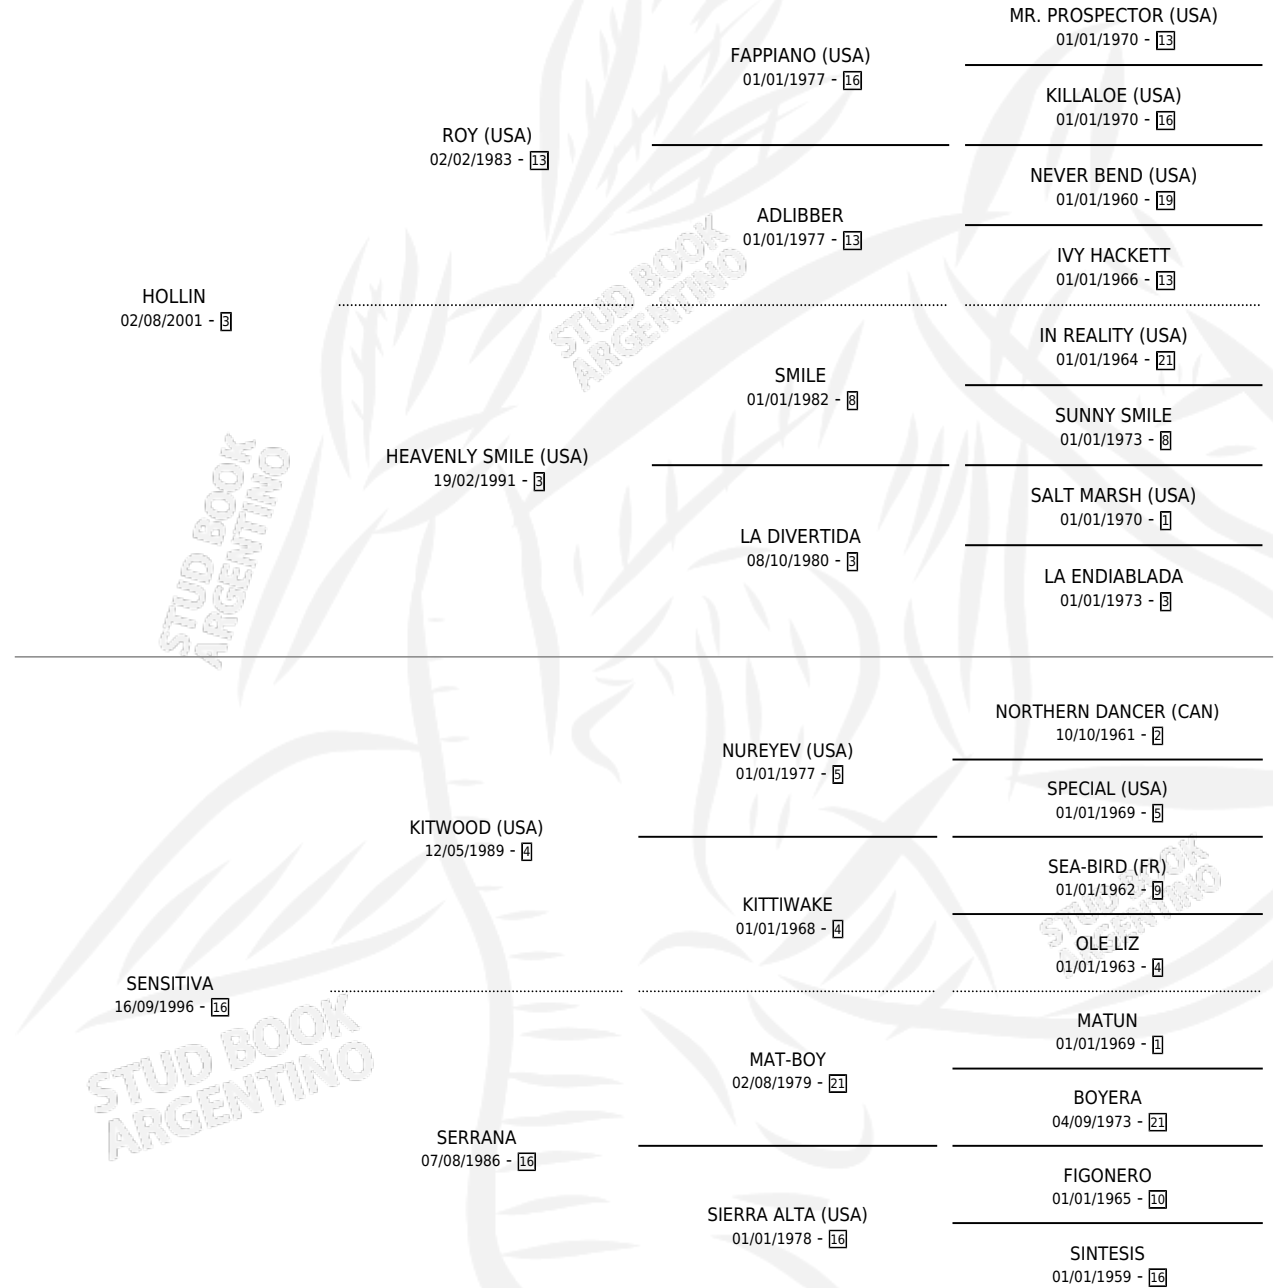 MR. PROSPECTOR (USA)
01/01/1970 - 13
FAPPIANO (USA)
01/01/1977 - 16
KILLALOE (USA)
01/01/1970 - 16
ROY (USA)
02/02/1983 - 13
NEVER BEND (USA)
01/01/1960 - 19
ADLIBBER
01/01/1977 - 13
IVY HACKETT
01/01/1966 - 13
HOLLIN
02/08/2001 - 3
IN REALITY (USA)
01/01/1964 - 21
SMILE
01/01/1982 - 8
SUNNY SMILE
01/01/1973 - 8
HEAVENLY SMILE (USA)
19/02/1991 - 3
SALT MARSH (USA)
01/01/1970 - 1
LA DIVERTIDA
08/10/1980 - 3
LA ENDIABLADA
01/01/1973 - 3
NORTHERN DANCER (CAN)
10/10/1961 - 2
NUREYEV (USA)
01/01/1977 - 5
SPECIAL (USA)
01/01/1969 - 5
KITWOOD (USA)
12/05/1989 - 4
SEA-BIRD (FR)
01/01/1962 - 9
KITTIWAKE
01/01/1968 - 4
OLE LIZ
01/01/1963 - 4
SENSITIVA
16/09/1996 - 16
MATUN
01/01/1969 - 1
MAT-BOY
02/08/1979 - 21
BOYERA
04/09/1973 - 21
SERRANA
07/08/1986 - 16
FIGONERO
01/01/1965 - 10
SIERRA ALTA (USA)
01/01/1978 - 16
SINTESIS
01/01/1959 - 16
STUD BOOK
ARGENTINO
STUD BOOK
ARGENTINO
STUD BOOK
ARGENTINO
STUD BOOK
ARGENTINO